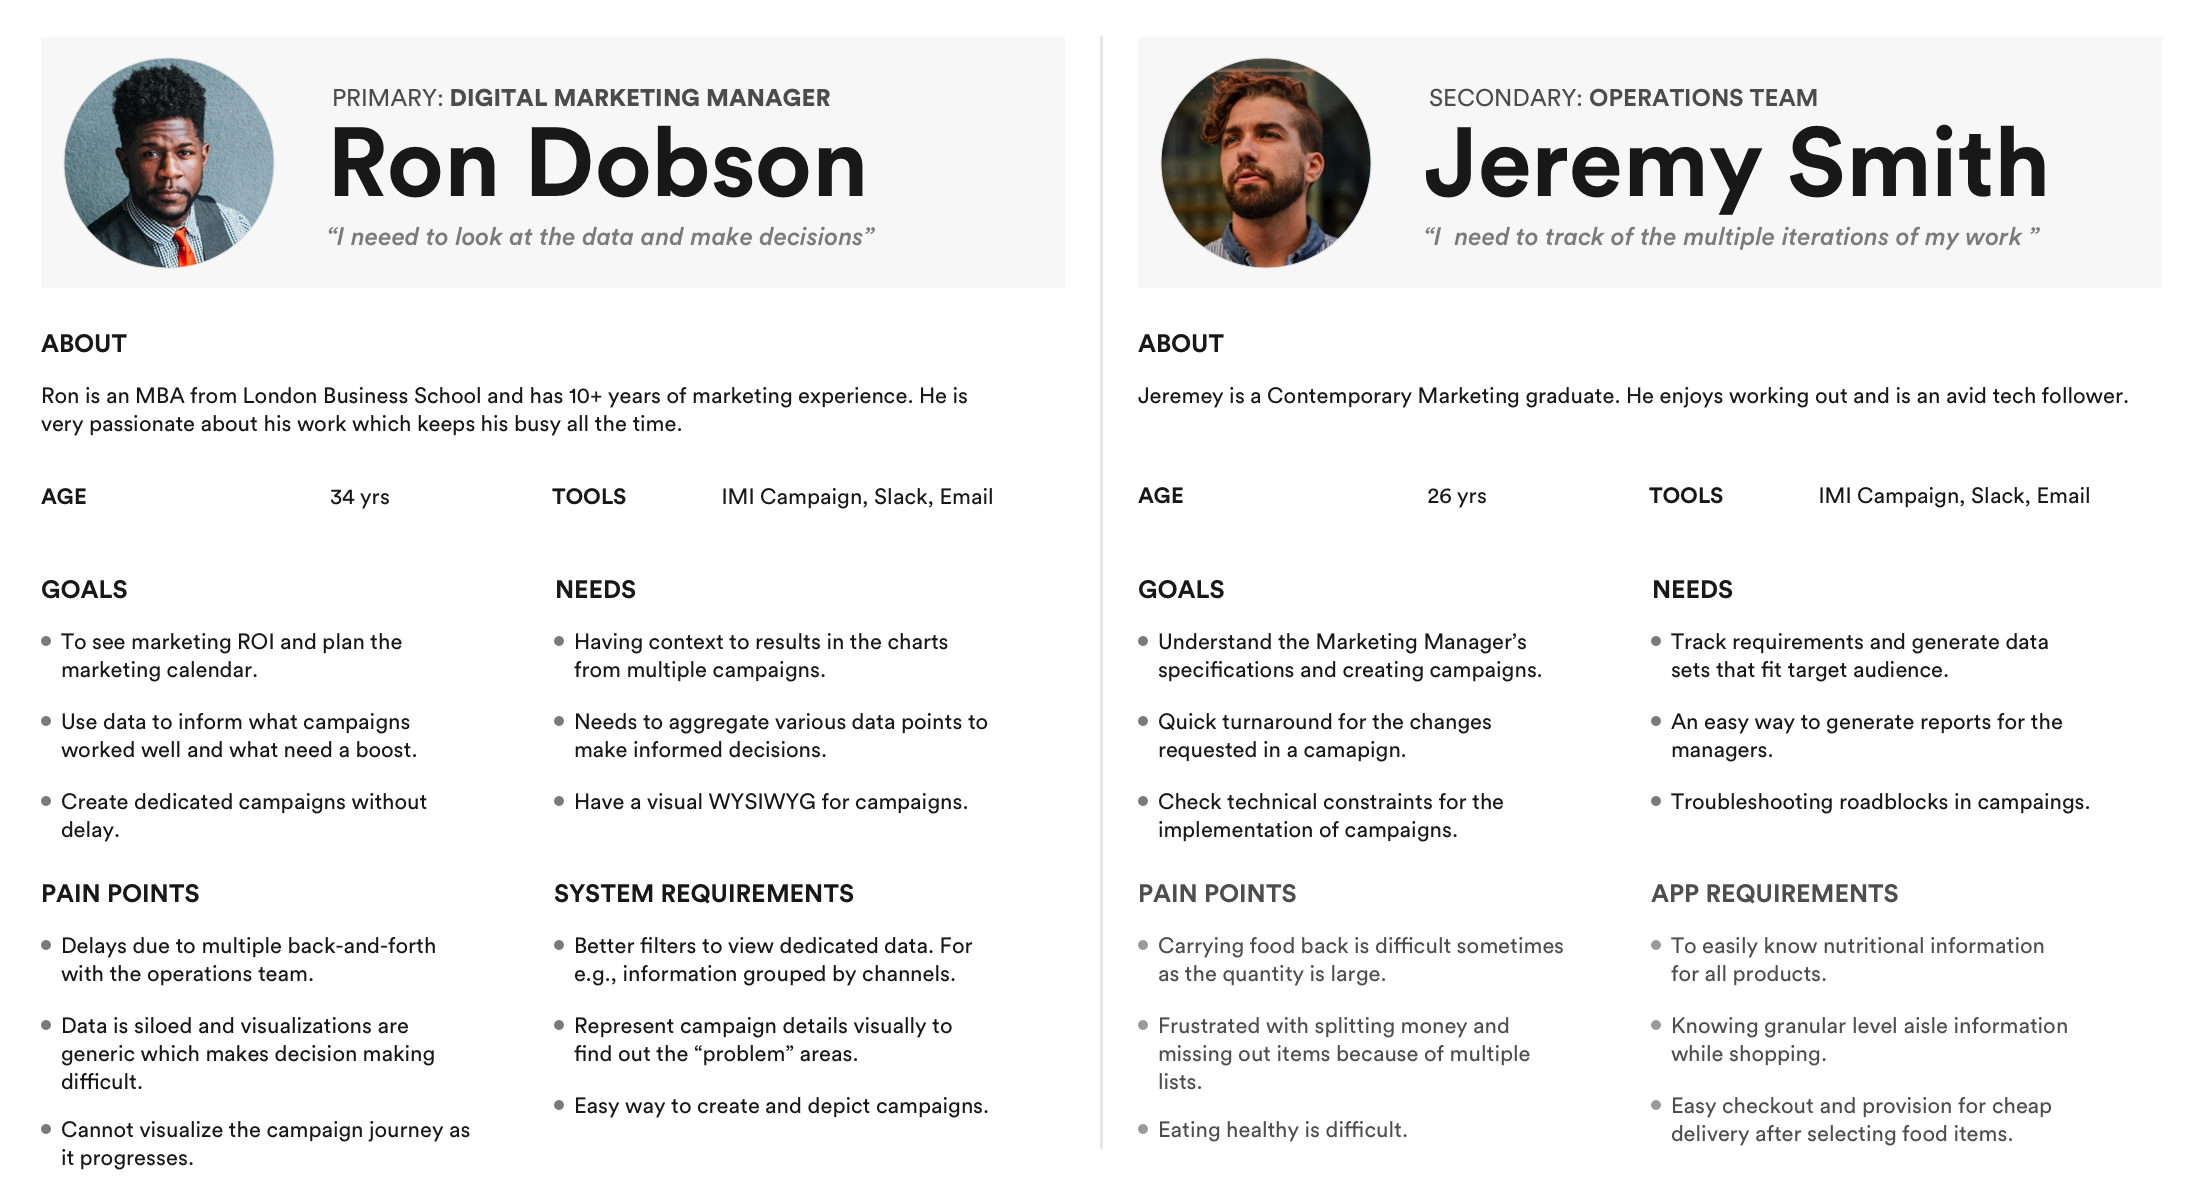 PRIMARY: DIGITAL MARKETING MANAGER
Ron Dobson
“I neeed to look at the data and make decisions”
ABOUT
Ron is an MBA from London Business School and has 10+ years of marketing experience. He is
very passionate about his work which keeps his busy all the time.
AGE 34 yrs TOOLS IMI Campaign, Slack, Email
GOALS
To see marketing ROI and plan the
marketing calendar.
Use data to inform what campaigns
worked well and what need a boost.
Create dedicated campaigns without
delay.
NEEDS
Having context to results in the charts
from multiple campaigns.
Needs to aggregate various data points to
make informed decisions.
Have a visual WYSIWYG for campaigns.
PAIN POINTS
Delays due to multiple back-and-forth
with the operations team.
Data is siloed and visualizations are
generic which makes decision making
difficult.
Cannot visualize the campaign journey as
it progresses.
SYSTEM REQUIREMENTS
Better filters to view dedicated data. For
e.g., information grouped by channels.
Represent campaign details visually to
find out the “problem” areas.
Easy way to create and depict campaigns.
SECONDARY: OPERATIONS TEAM
Jeremy Smith
“I  need to track of the multiple iterations of my work ”
ABOUT
Jeremey is a Contemporary Marketing graduate. He enjoys working out and is an avid tech follower.
AGE 26 yrs TOOLS IMI Campaign, Slack, Email
GOALS
Understand the Marketing Manager’s
specifications and creating campaigns.
Quick turnaround for the changes
requested in a camapign.
Check technical constraints for the
implementation of campaigns.
NEEDS
Track requirements and generate data
sets that fit target audience.
An easy way to generate reports for the
managers.
Troubleshooting roadblocks in campaings.
PAIN POINTS
Carrying food back is difficult sometimes
as the quantity is large.
Frustrated with splitting money and
missing out items because of multiple
lists.
Eating healthy is difficult.
APP REQUIREMENTS
To easily know nutritional information
for all products.
Knowing granular level aisle information
while shopping.
Easy checkout and provision for cheap
delivery after selecting food items.